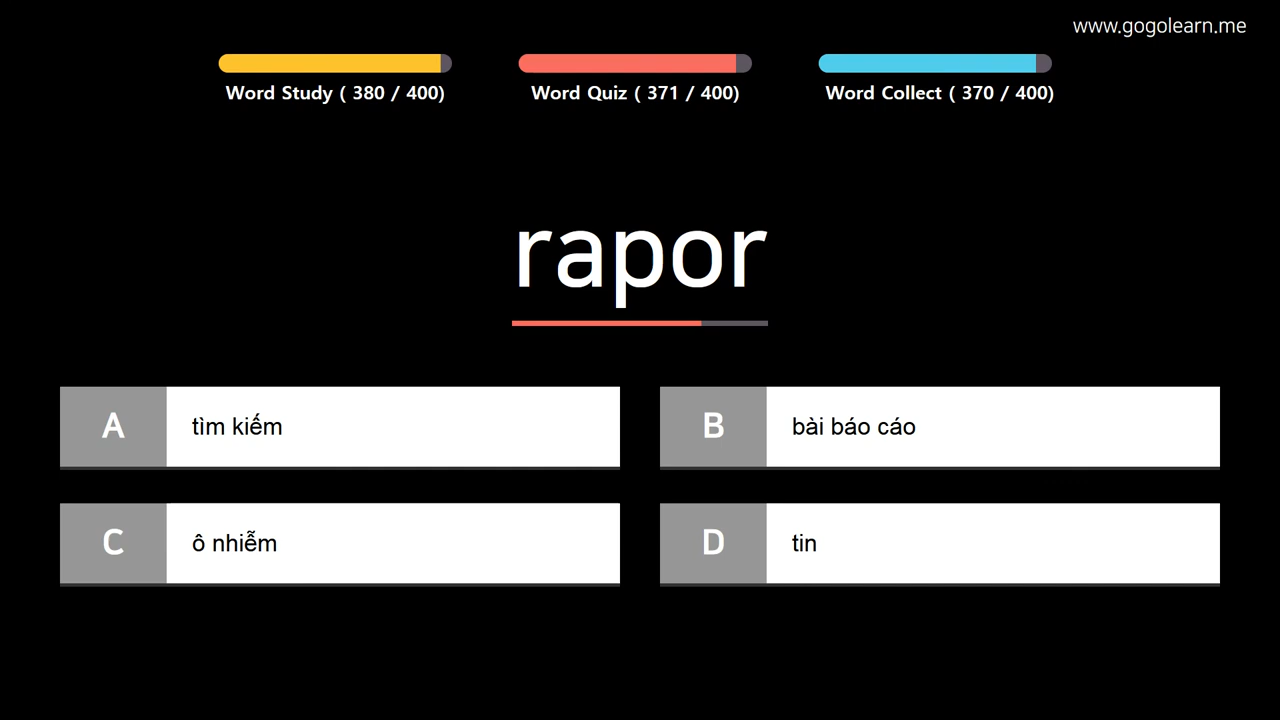 www.gogolearn.me
Word Study ( 380 / 400)
Word Quiz ( 371 / 400)
Word Collect ( 370 / 400)
rapor
A tìm kiếm
B bài báo cáo
C ô nhiễm
D tin